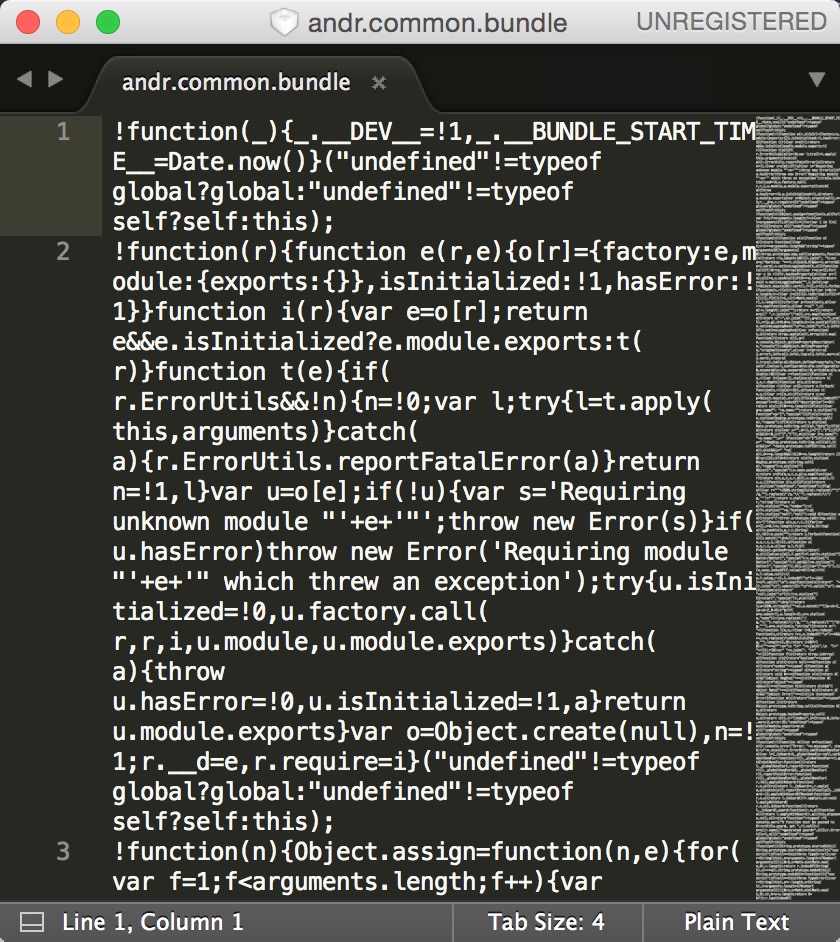 andr.common.bundle
UNREGISTERED
andr.common.bundle
1 !function(_){_.__DEV__=!1,_.__BUNDLE_START_TIM
E__=Date.now()}("undefined"!=typeof
global?global:"undefined"!=typeof
self?self:this);
2 !function(r){function e(r,e){o[r]={factory:e,m
odule:{exports:{}},isInitialized:!1,hasError:!
1}}function i(r){var e=o[r];return
e&&e.isInitialized?e.module.exports:t(
r)}function t(e){if(
r.ErrorUtils&&!n){n=!0;var l;try{l=t.apply(
this,arguments)}catch(
a){r.ErrorUtils.reportFatalError(a)}return
n=!1,l}var u=o[e];if(!u){var s='Requiring
unknown module "'+e+'"';throw new Error(s)}if(
u.hasError)throw new Error('Requiring module
"'+e+'" which threw an exception');try{u.isIni
tialized=!0,u.factory.call(
r,r,i,u.module,u.module.exports)}catch(
a){throw
u.hasError=!0,u.isInitialized=!1,a}return
u.module.exports}var o=Object.create(null),n=!
1;r.__d=e,r.require=i}("undefined"!=typeof
global?global:"undefined"!=typeof
self?self:this);
3 !function(n){Object.assign=function(n,e){for(
var f=1;f<arguments.length;f++){var
Line 1, Column 1
Tab Size: 4
Plain Text